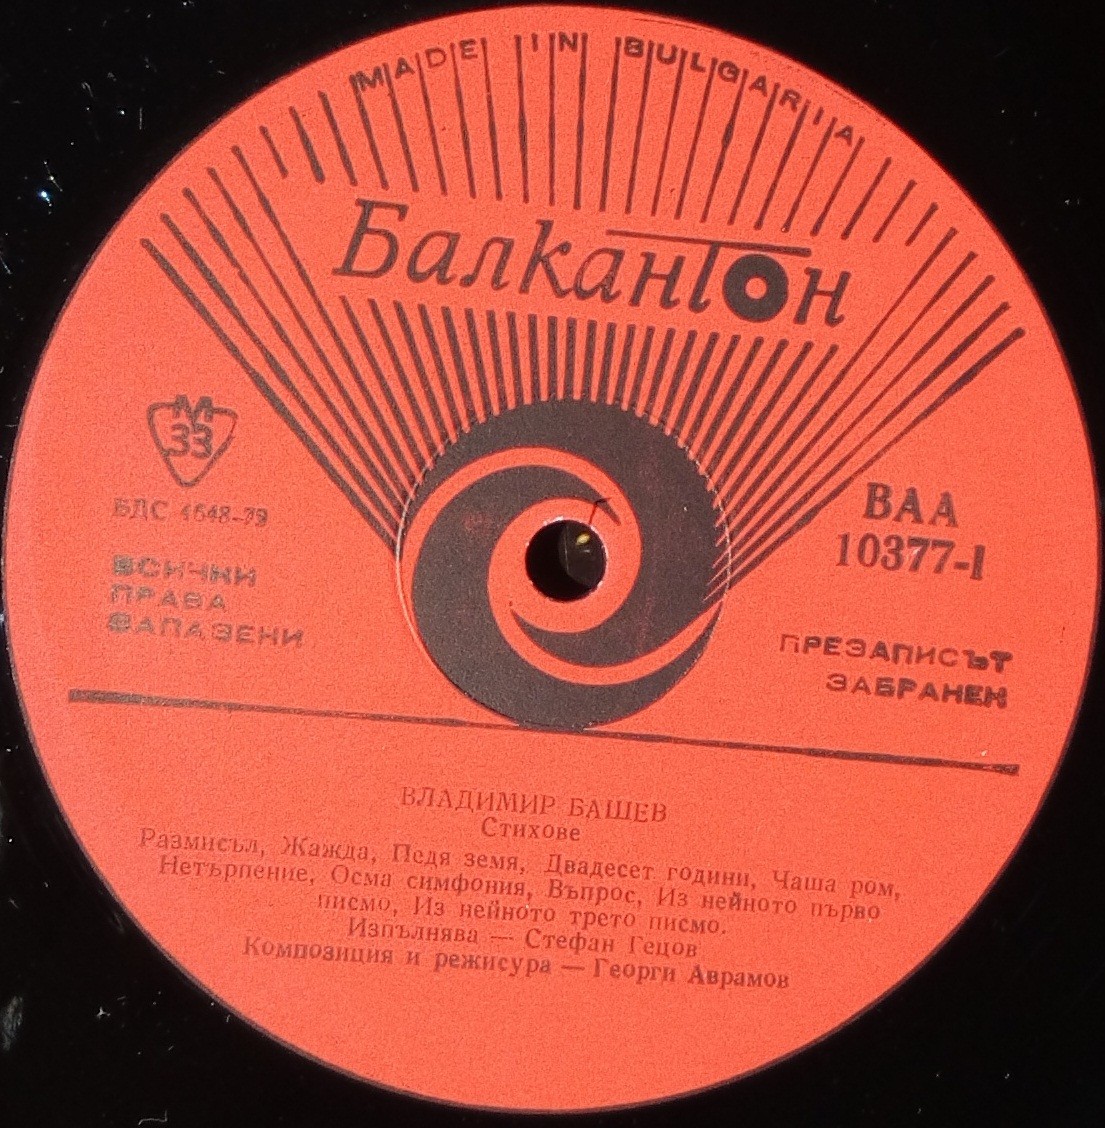 MADE IN BULGARIA
Балкантон
М
33
БДС 4648-79
ВСИЧКИ
ПРАВА
ЗАПАЗЕНИ
ВАА
10377-I
ПРЕЗАПИСЪТ
ЗАБРАНЕН
ВЛАДИМИР БАШЕВ
Стихове
Размисъл, Жажда, Педя земя, Двадесет години, Чаша ром,
Нетърпение, Осма симфония, Въпрос, Из нейното първо
писмо, Из нейното трето писмо.
Изпълнява — Стефан Гецов
Композиция и режисура — Георги Аврамов